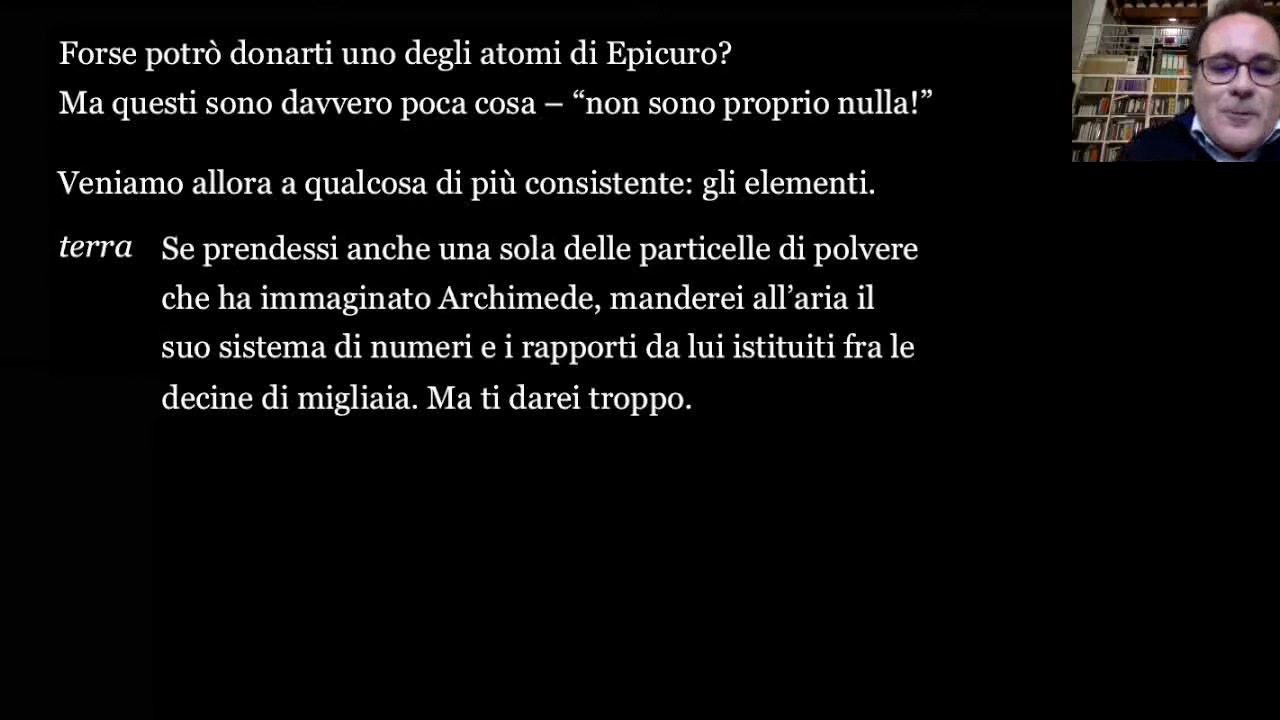 Forse potrò donarti uno degli atomi di Epicuro?
Ma questi sono davvero poca cosa – “non sono proprio nulla!”
Veniamo allora a qualcosa di più consistente: gli elementi.
terra Se prendessi anche una sola delle particelle di polvere
che ha immaginato Archimede, manderei all’aria il
suo sistema di numeri e i rapporti da lui istituiti fra le
decine di migliaia. Ma ti darei troppo.